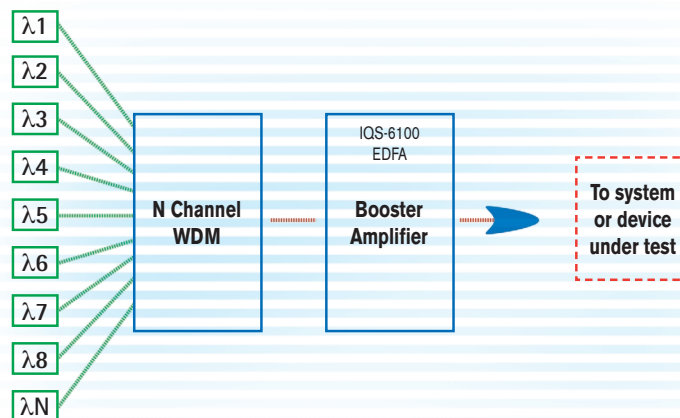 λ1
λ2
λ3
λ4
λ5
λ6
λ7
λ8
λN
N Channel
WDM
IQS-6100
EDFA
Booster
Amplifier
To system
or device
under test